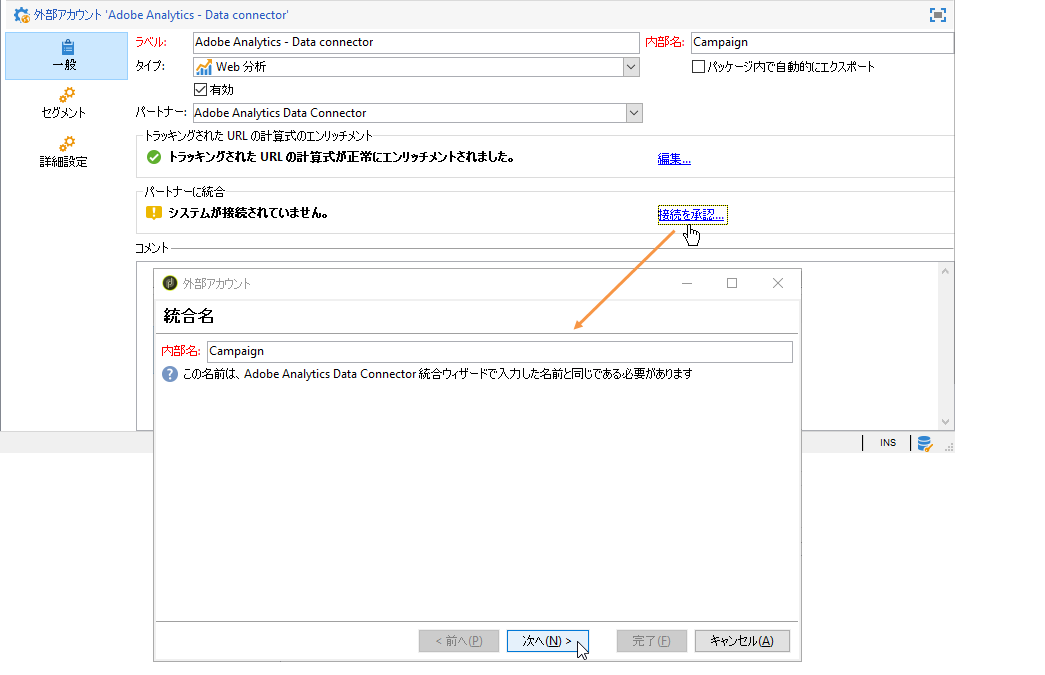 外部アカウント 'Adobe Analytics - Data connector'
一般
セグメント
詳細設定
ラベル: Adobe Analytics - Data connector 内部名: Campaign
タイプ: Web 分析 パッケージ内で自動的にエクスポート
有効
パートナー: Adobe Analytics Data Connector
トラッキングされた URL の計算式のエンリッチメント
トラッキングされた URL の計算式が正常にエンリッチメントされました。 編集...
パートナーに統合
システムが接続されていません。 接続を承認...
コメント
外部アカウント
統合名
内部名: Campaign
この名前は、Adobe Analytics Data Connector 統合ウィザードで入力した名前と同じである必要があります
INS
< 前へ(P) 次へ(N) > 完了(F) キャンセル(A)